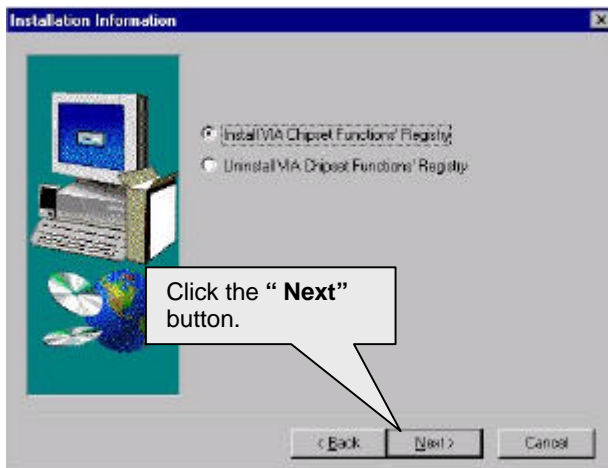 Installation Information
Install VIA Chipset Functions' Registry
Uninstall VIA Chipset Functions' Registry
Click the “ Next”
button.
< Back
Next >
Cancel